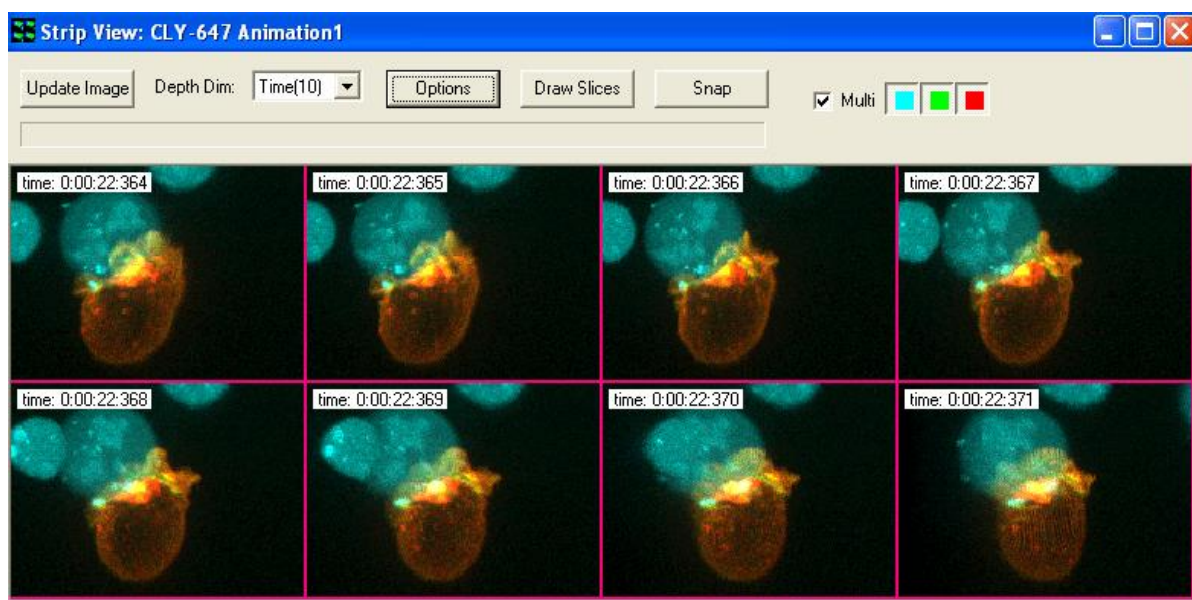 Strip View: CLY-647 Animation1
Update Image Depth Dim: Time(10) Options Draw Slices Snap Multi
time: 0:00:22:364 time: 0:00:22:365 time: 0:00:22:366 time: 0:00:22:367
time: 0:00:22:368 time: 0:00:22:369 time: 0:00:22:370 time: 0:00:22:371